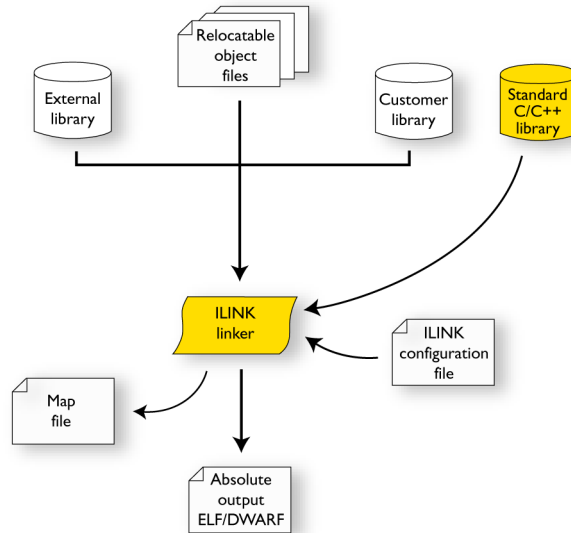 Relocatable
object
files
External
library
Customer
library
Standard
C/C++
library
ILINK
linker
ILINK
configuration
file
Map
file
Absolute
output
ELF/DWARF